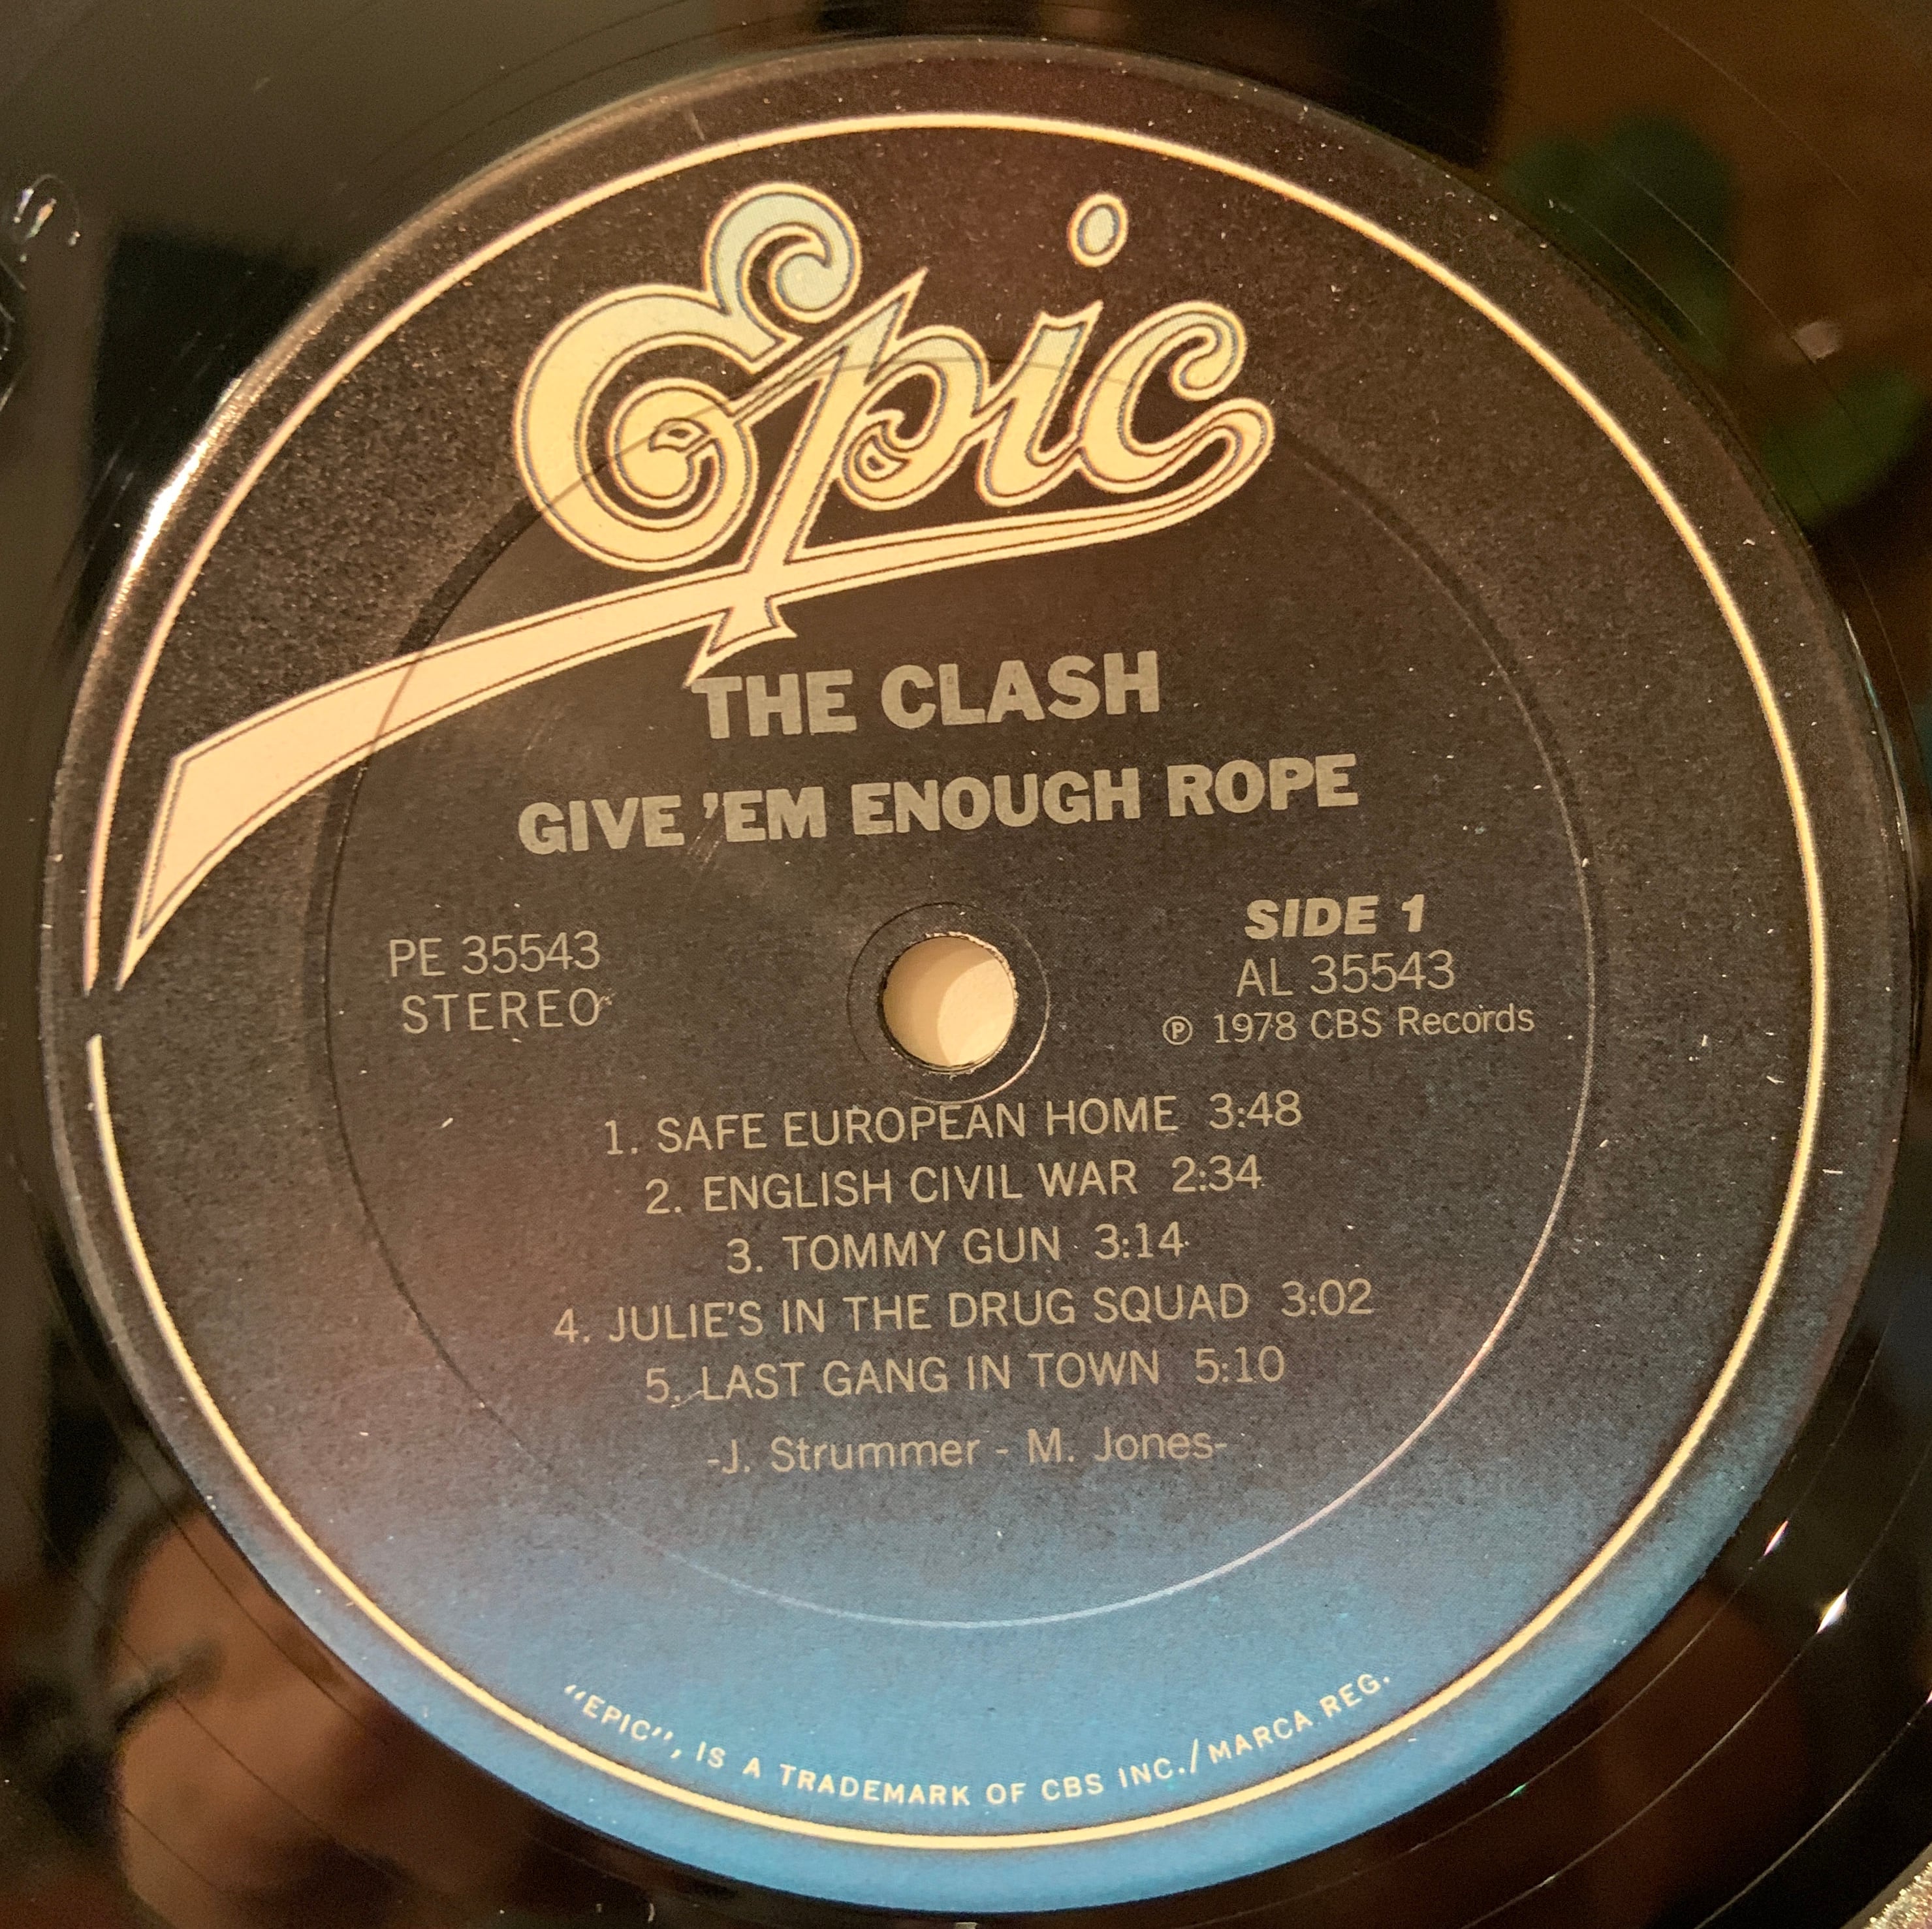 Epic
THE CLASH
GIVE 'EM ENOUGH ROPE
PE 35543
STEREO
SIDE 1
AL 35543
℗ 1978 CBS Records
1. SAFE EUROPEAN HOME 3:48
2. ENGLISH CIVIL WAR 2:34
3. TOMMY GUN 3:14
4. JULIE'S IN THE DRUG SQUAD 3:02
5. LAST GANG IN TOWN 5:10
-J. Strummer - M. Jones-
"EPIC", IS A TRADEMARK OF CBS INC./MARCA REG.